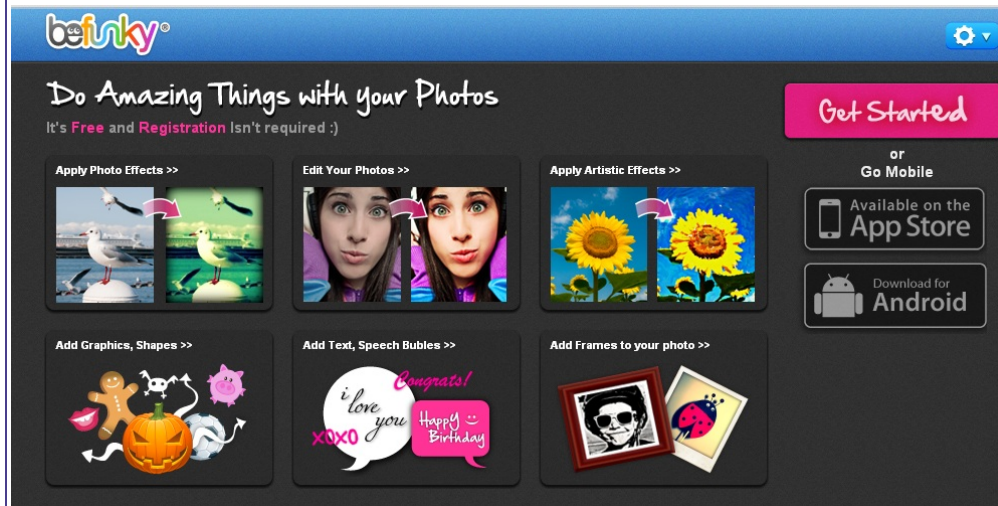 befunky®
Do Amazing Things with your Photos
It's Free and Registration Isn't required :)
Get Started
or
Go Mobile
Available on the
App Store
Download for
Android
Apply Photo Effects >>
Edit Your Photos >>
Apply Artistic Effects >>
Add Graphics, Shapes >>
Add Text, Speech Bubles >>
i love
you
XOXO
Congrats!
Happy
Birthday
Add Frames to your photo >>